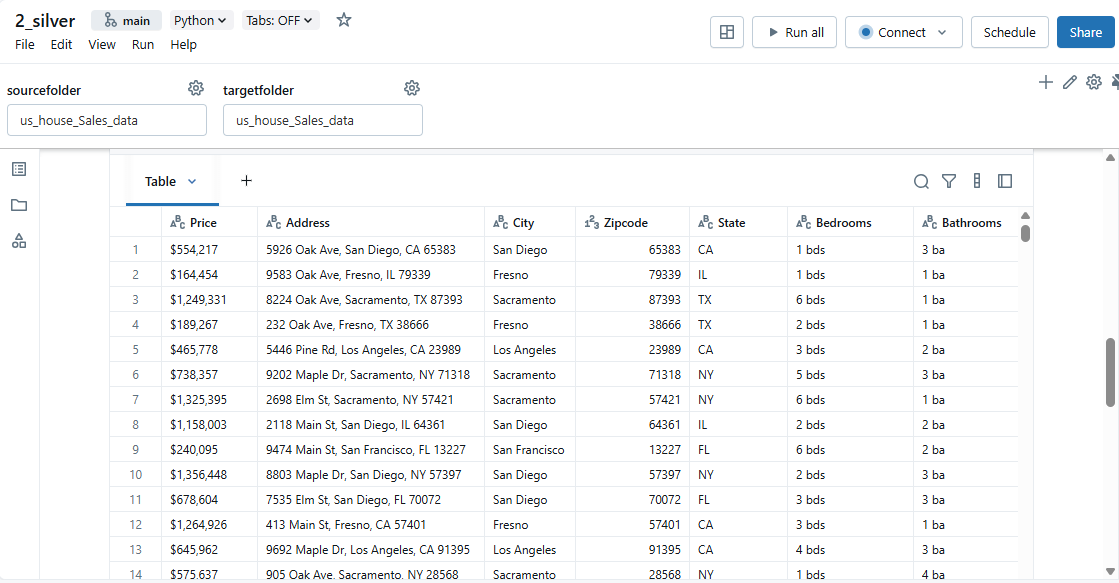 2_silver main Python Tabs: OFF
File Edit View Run Help
Run all Connect Schedule Share
sourcefolder targetfolder
us_house_Sales_data us_house_Sales_data
Table +
Price Address City Zipcode State Bedrooms Bathrooms
1 $554,217 5926 Oak Ave, San Diego, CA 65383 San Diego 65383 CA 1 bds 3 ba
2 $164,454 9583 Oak Ave, Fresno, IL 79339 Fresno 79339 IL 1 bds 1 ba
3 $1,249,331 8224 Oak Ave, Sacramento, TX 87393 Sacramento 87393 TX 6 bds 1 ba
4 $189,267 232 Oak Ave, Fresno, TX 38666 Fresno 38666 TX 2 bds 1 ba
5 $465,778 5446 Pine Rd, Los Angeles, CA 23989 Los Angeles 23989 CA 3 bds 2 ba
6 $738,357 9202 Maple Dr, Sacramento, NY 71318 Sacramento 71318 NY 5 bds 3 ba
7 $1,325,395 2698 Elm St, Sacramento, NY 57421 Sacramento 57421 NY 6 bds 1 ba
8 $1,158,003 2118 Main St, San Diego, IL 64361 San Diego 64361 IL 2 bds 2 ba
9 $240,095 9474 Main St, San Francisco, FL 13227 San Francisco 13227 FL 6 bds 2 ba
10 $1,356,448 8803 Maple Dr, San Diego, NY 57397 San Diego 57397 NY 2 bds 3 ba
11 $678,604 7535 Elm St, San Diego, FL 70072 San Diego 70072 FL 3 bds 3 ba
12 $1,264,926 413 Main St, Fresno, CA 57401 Fresno 57401 CA 3 bds 1 ba
13 $645,962 9692 Maple Dr, Los Angeles, CA 91395 Los Angeles 91395 CA 4 bds 3 ba
14 $575,637 905 Oak Ave, Sacramento, NY 28568 Sacramento 28568 NY 1 bds 4 ba